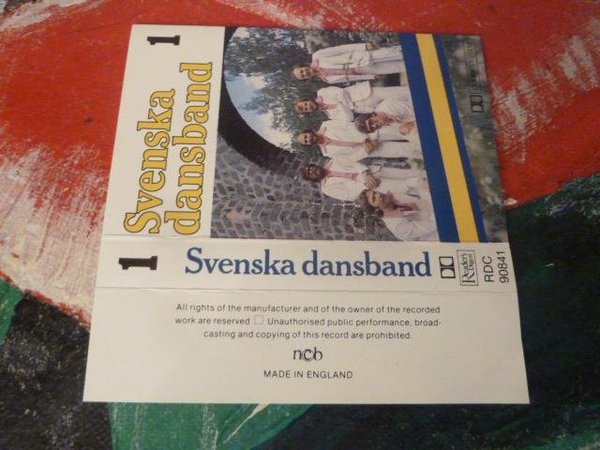 Svenska
dansband
1
1
Svenska dansband
Reader's
Digest
RDC
90841
All rights of the manufacturer and of the owner of the recorded
work are reserved □ Unauthorised public performance, broad-
casting and copying of this record are prohibited.
ncb
MADE IN ENGLAND